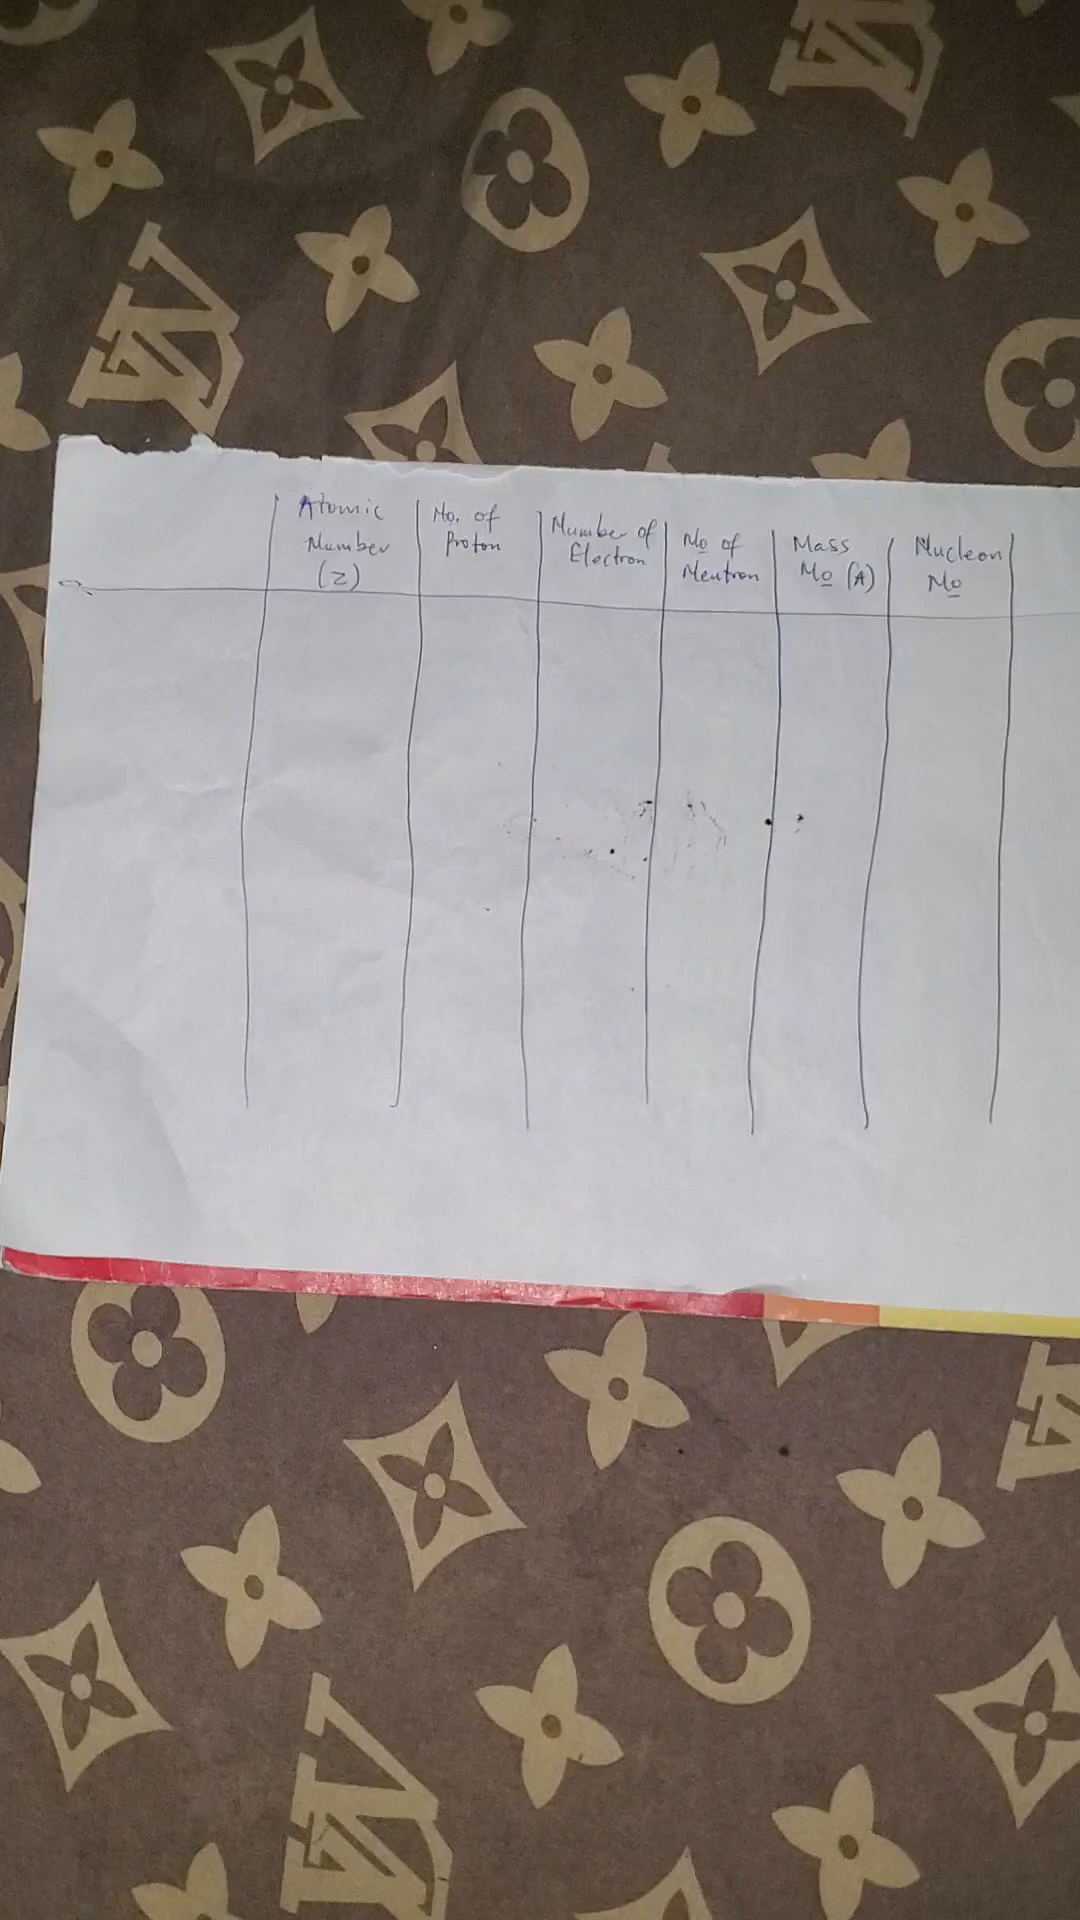 Atomic
Number
(Z)
No. of
Proton
Number of
Electron
No of
Neutron
Mass
No (A)
Nucleon
No